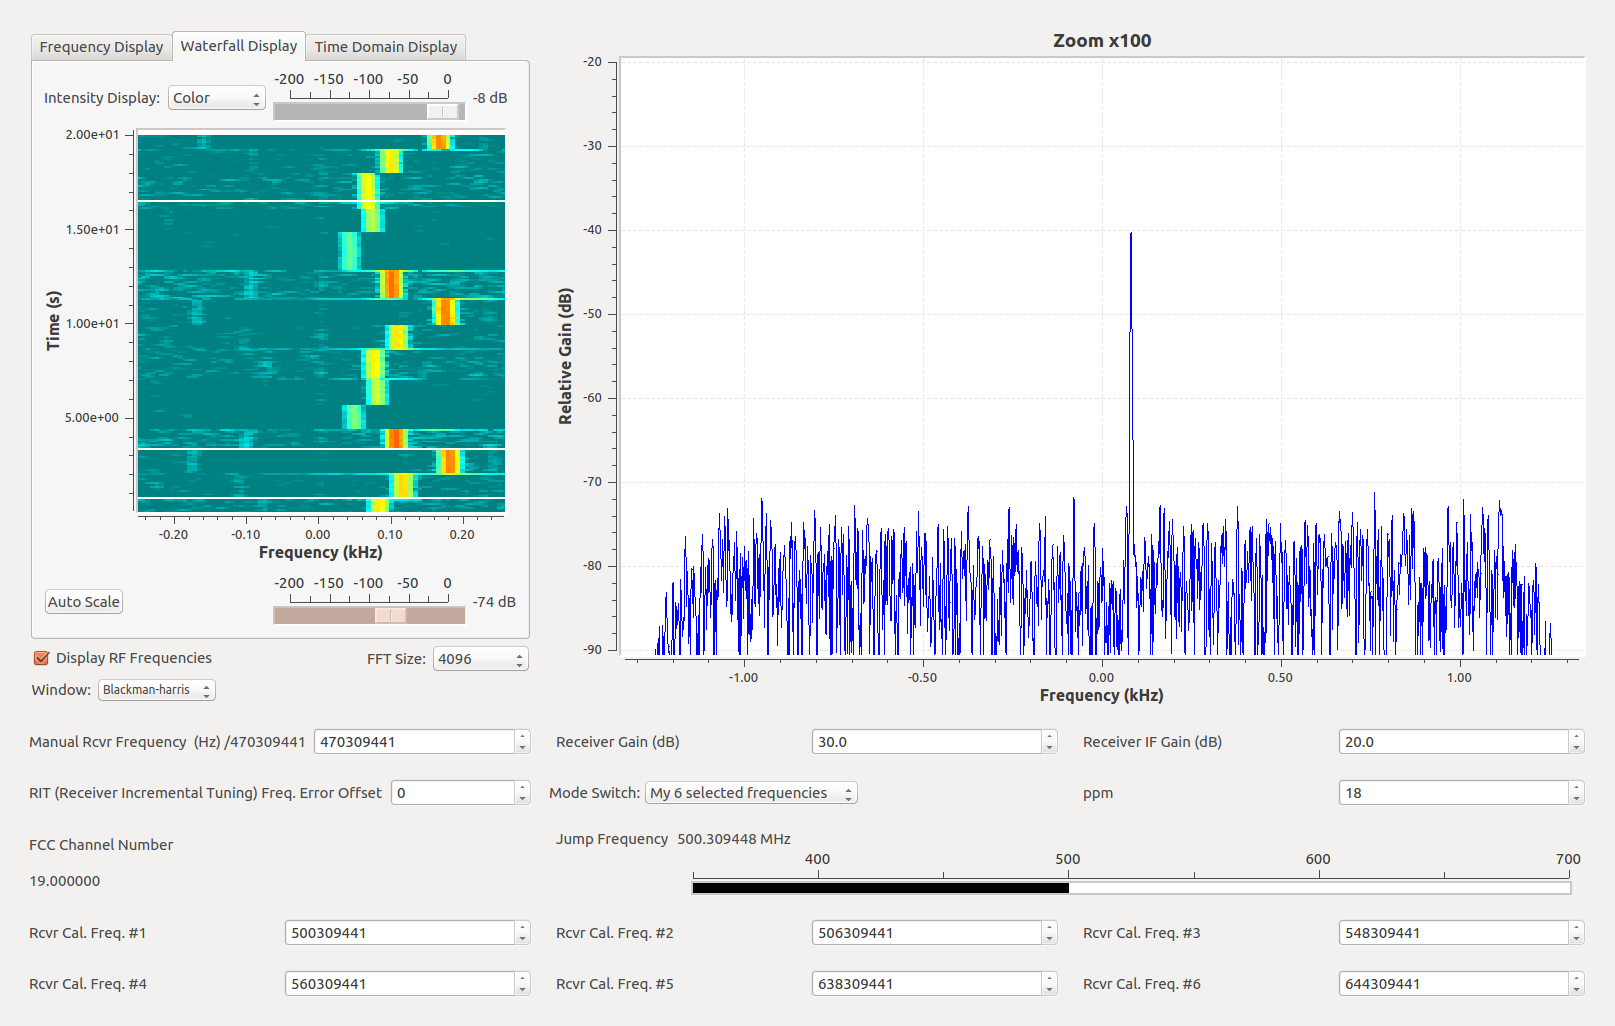 Frequency Display Waterfall Display Time Domain Display
Intensity Display: Color
-200 -150 -100 -50 0
-8 dB
2.00e+01
1.50e+01
1.00e+01
5.00e+00
Time (s)
-0.20 -0.10 0.00 0.10 0.20
Frequency (kHz)
Auto Scale
-200 -150 -100 -50 0
-74 dB
Display RF Frequencies
FFT Size: 4096
Window: Blackman-harris
Zoom x100
-20
-30
-40
-50
-60
-70
-80
-90
Relative Gain (dB)
-1.00 -0.50 0.00 0.50 1.00
Frequency (kHz)
Manual Rcvr Frequency (Hz) /470309441 470309441
Receiver Gain (dB) 30.0
Receiver IF Gain (dB) 20.0
RIT (Receiver Incremental Tuning) Freq. Error Offset 0
Mode Switch: My 6 selected frequencies
ppm 18
FCC Channel Number
19.000000
Jump Frequency 500.309448 MHz
400 500 600 700
Rcvr Cal. Freq. #1 500309441
Rcvr Cal. Freq. #2 506309441
Rcvr Cal. Freq. #3 548309441
Rcvr Cal. Freq. #4 560309441
Rcvr Cal. Freq. #5 638309441
Rcvr Cal. Freq. #6 644309441